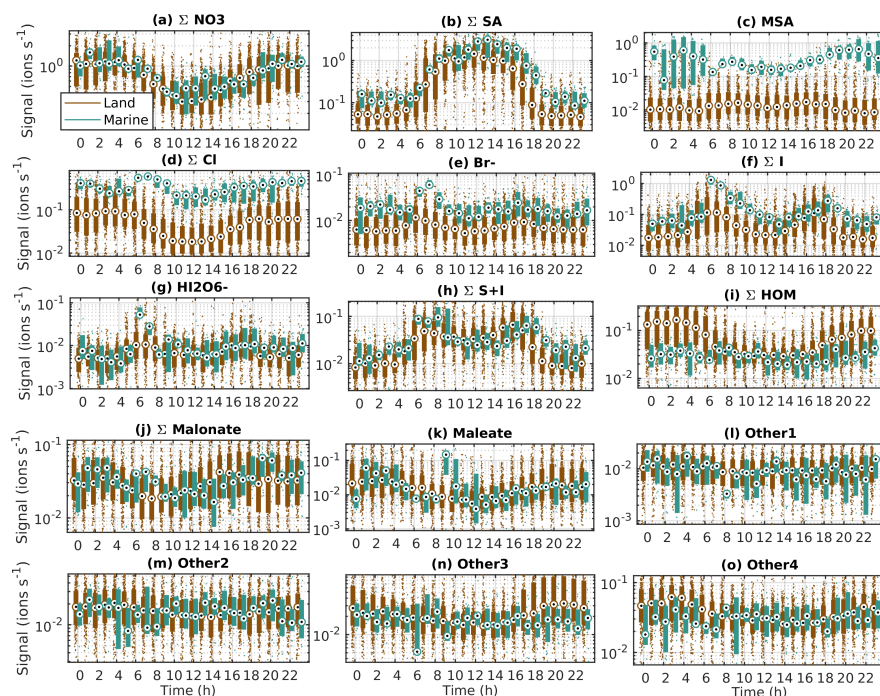 (a) Σ NO3
(b) Σ SA
(c) MSA
Signal (ions s⁻¹)
10⁰
Land
Marine
0 2 4 6 8 10 12 14 16 18 20 22
10⁰
10⁻¹
0 2 4 6 8 10 12 14 16 18 20 22
10⁰
10⁻¹
10⁻²
0 2 4 6 8 10 12 14 16 18 20 22
(d) Σ Cl
(e) Br-
(f) Σ I
Signal (ions s⁻¹)
10⁻¹
10⁻²
0 2 4 6 8 10 12 14 16 18 20 22
10⁻¹
10⁻²
0 2 4 6 8 10 12 14 16 18 20 22
10⁰
10⁻¹
10⁻²
0 2 4 6 8 10 12 14 16 18 20 22
(g) HI2O6-
(h) Σ S+I
(i) Σ HOM
Signal (ions s⁻¹)
10⁻¹
10⁻²
10⁻³
0 2 4 6 8 10 12 14 16 18 20 22
10⁻¹
10⁻²
0 2 4 6 8 10 12 14 16 18 20 22
10⁻¹
10⁻²
0 2 4 6 8 10 12 14 16 18 20 22
(j) Σ Malonate
(k) Maleate
(l) Other1
Signal (ions s⁻¹)
10⁻¹
10⁻²
0 2 4 6 8 10 12 14 16 18 20 22
10⁻¹
10⁻²
10⁻³
0 2 4 6 8 10 12 14 16 18 20 22
10⁻²
10⁻³
0 2 4 6 8 10 12 14 16 18 20 22
(m) Other2
(n) Other3
(o) Other4
Signal (ions s⁻¹)
10⁻²
0 2 4 6 8 10 12 14 16 18 20 22
Time (h)
10⁻²
0 2 4 6 8 10 12 14 16 18 20 22
Time (h)
10⁻¹
10⁻²
0 2 4 6 8 10 12 14 16 18 20 22
Time (h)